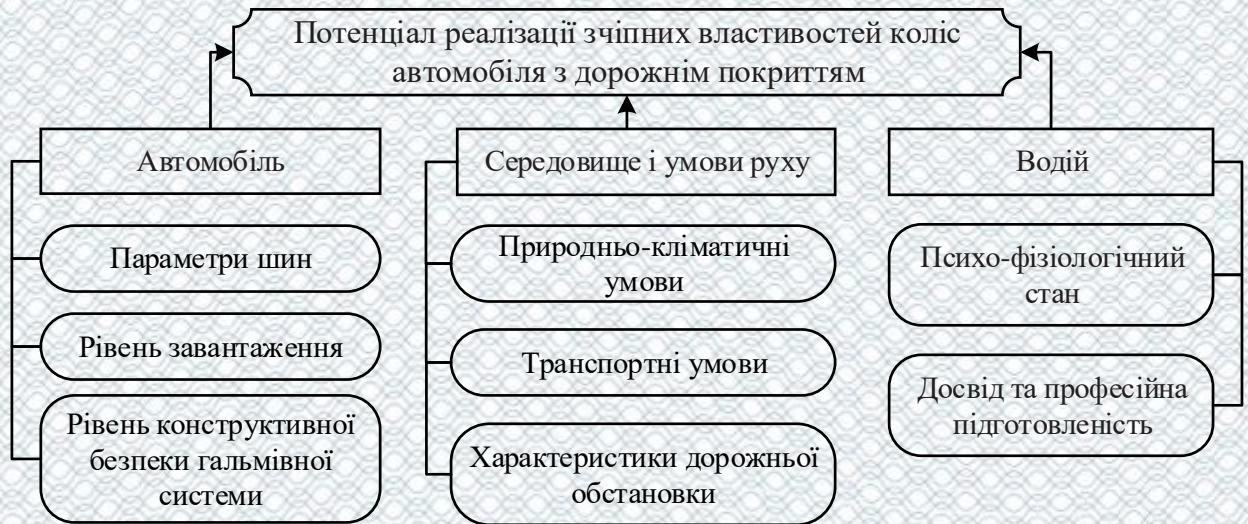 Потенціал реалізації зчіпних властивостей коліс
автомобіля з дорожнім покриттям
Автомобіль
Параметри шин
Рівень завантаження
Рівень конструктивної
безпеки гальмівної
системи
Середовище і умови руху
Природньо-кліматичні
умови
Транспортні умови
Характеристики дорожньої
обстановки
Водій
Психо-фізіологічний
стан
Досвід та професійна
підготовленість